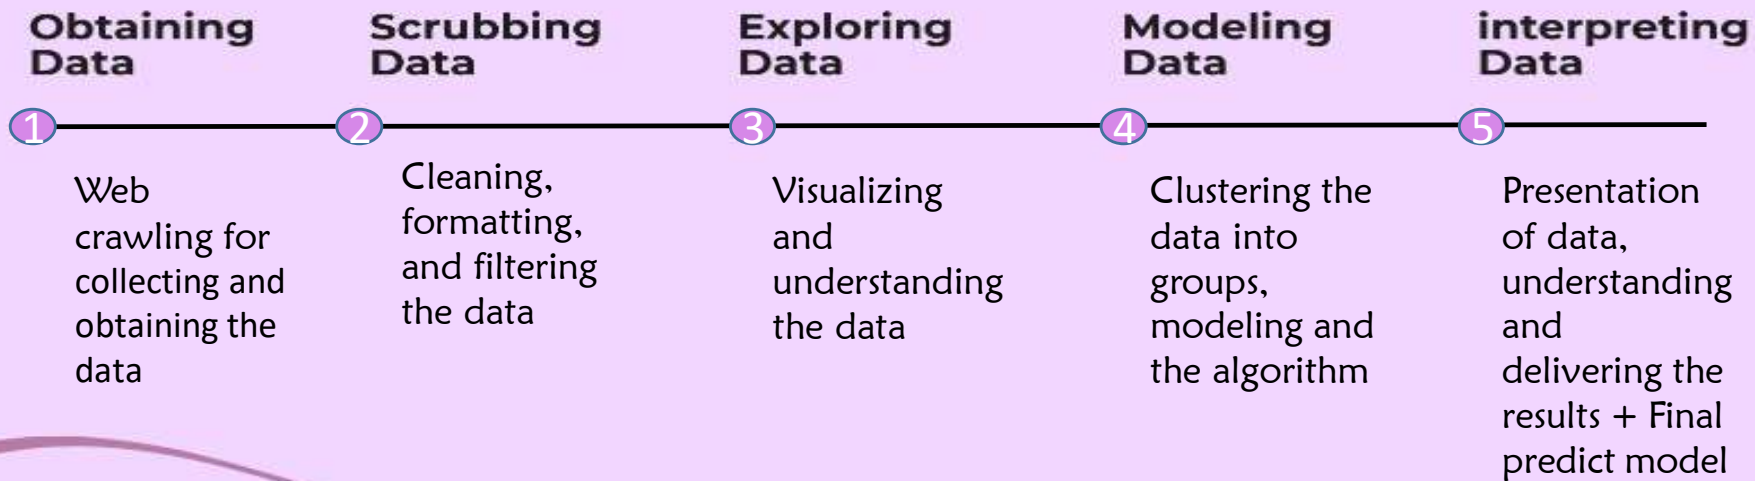 Obtaining
Data
Scrubbing
Data
Exploring
Data
Modeling
Data
interpreting
Data
1
2
3
4
5
Web
crawling for
collecting and
obtaining the
data
Cleaning,
formatting,
and filtering
the data
Visualizing
and
understanding
the data
Clustering the
data into
groups,
modeling and
the algorithm
Presentation
of data,
understanding
and
delivering the
results + Final
predict model